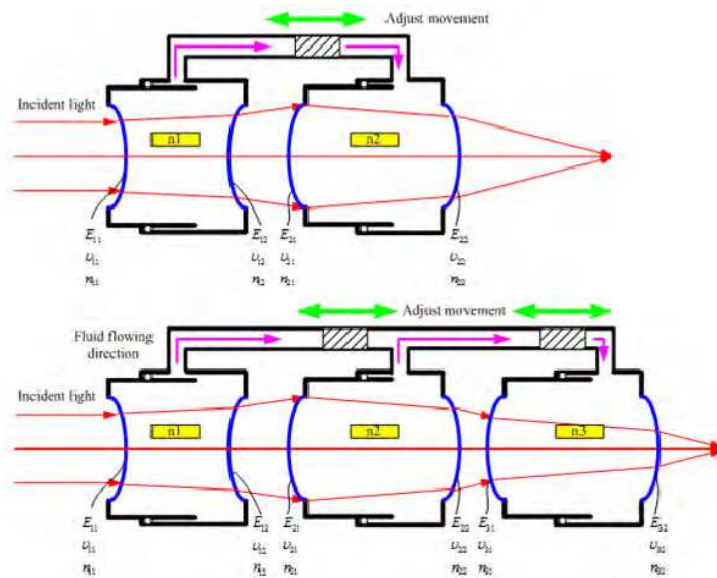 Adjust movement
Incident light
n1
n2
E11
E12
E21
E22
υ11
υ12
υ21
υ22
n11
n12
n21
n22
Adjust movement
Fluid flowing
direction
Incident light
n1
n2
n3
E11
E12
E21
E22
E31
E32
υ11
υ12
υ21
υ22
υ31
υ32
n11
n12
n21
n22
n31
n32